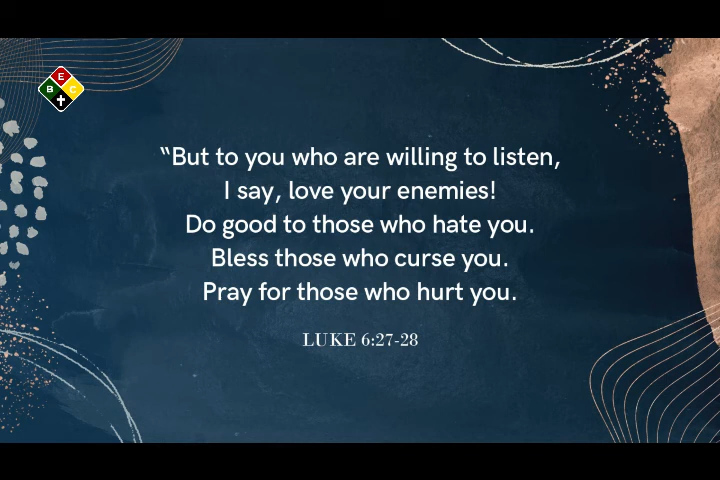 E
B C
“But to you who are willing to listen,
I say, love your enemies!
Do good to those who hate you.
Bless those who curse you.
Pray for those who hurt you.
LUKE 6:27-28